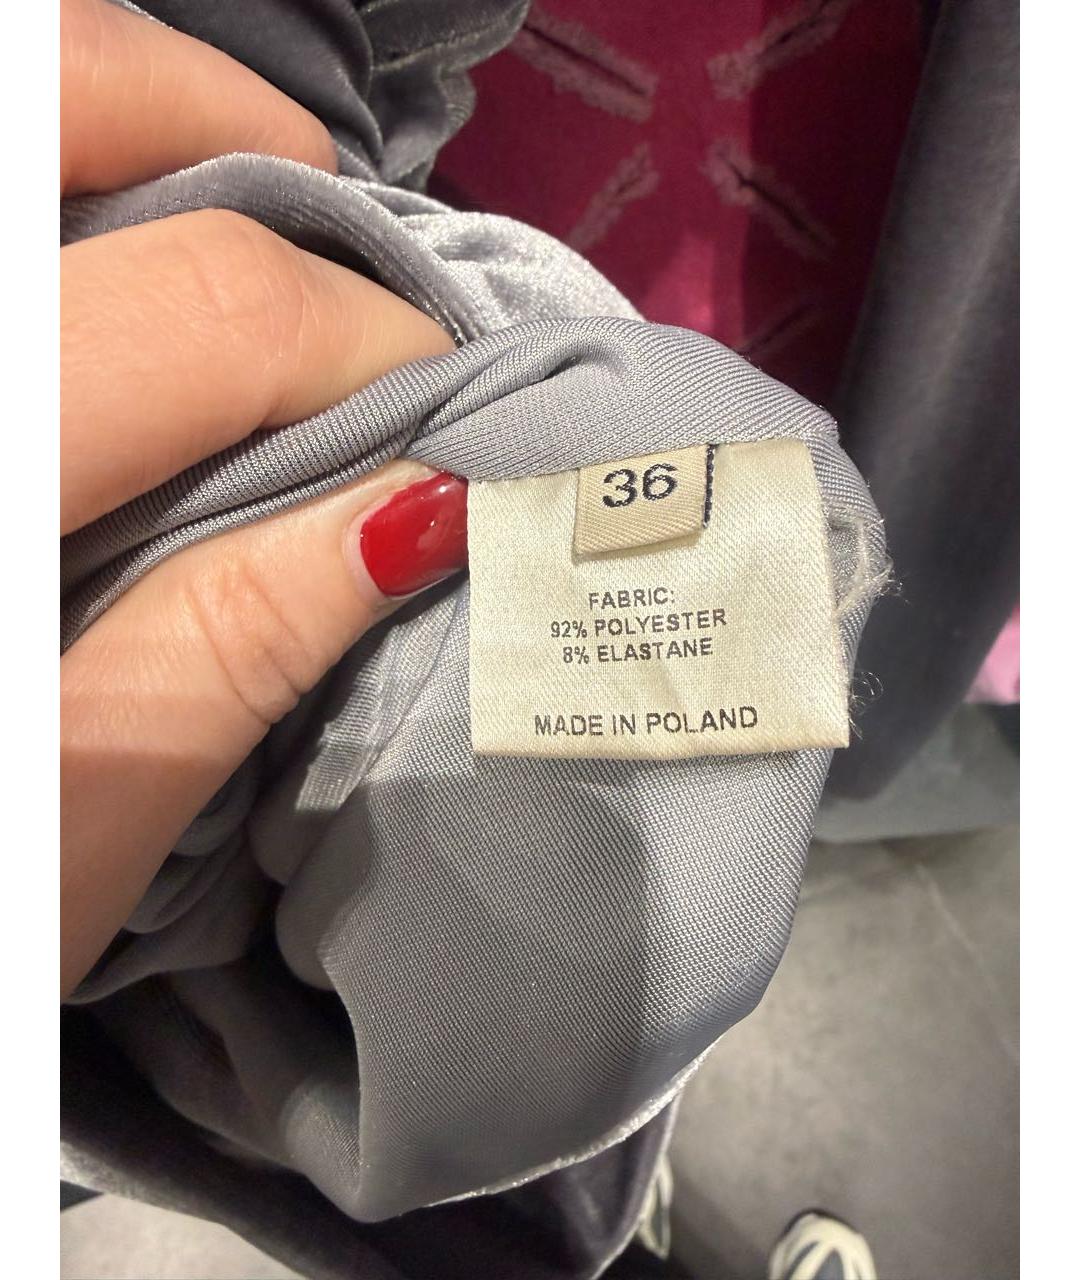 36
FABRIC:
92% POLYESTER
8% ELASTANE
MADE IN POLAND